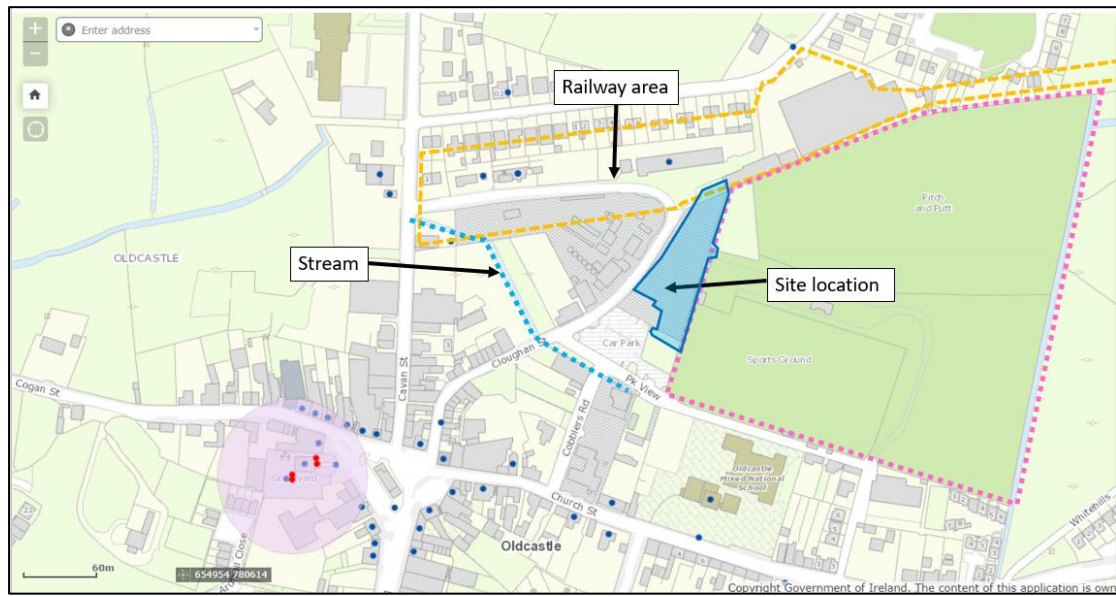 +
−
Enter address
Railway area
Pitch
and Putt
OLDCASTLE
Stream
Site location
Cavan St
Cloughan St
Car Park
Sports Ground
Pk View
Cogan St
Cobblers Rd
Graveyard
Oldcastle
Mixed National
School
Church St
Oldcastle
Whitehills
60m
654954 780614
Copyright Government of Ireland. The content of this application is own